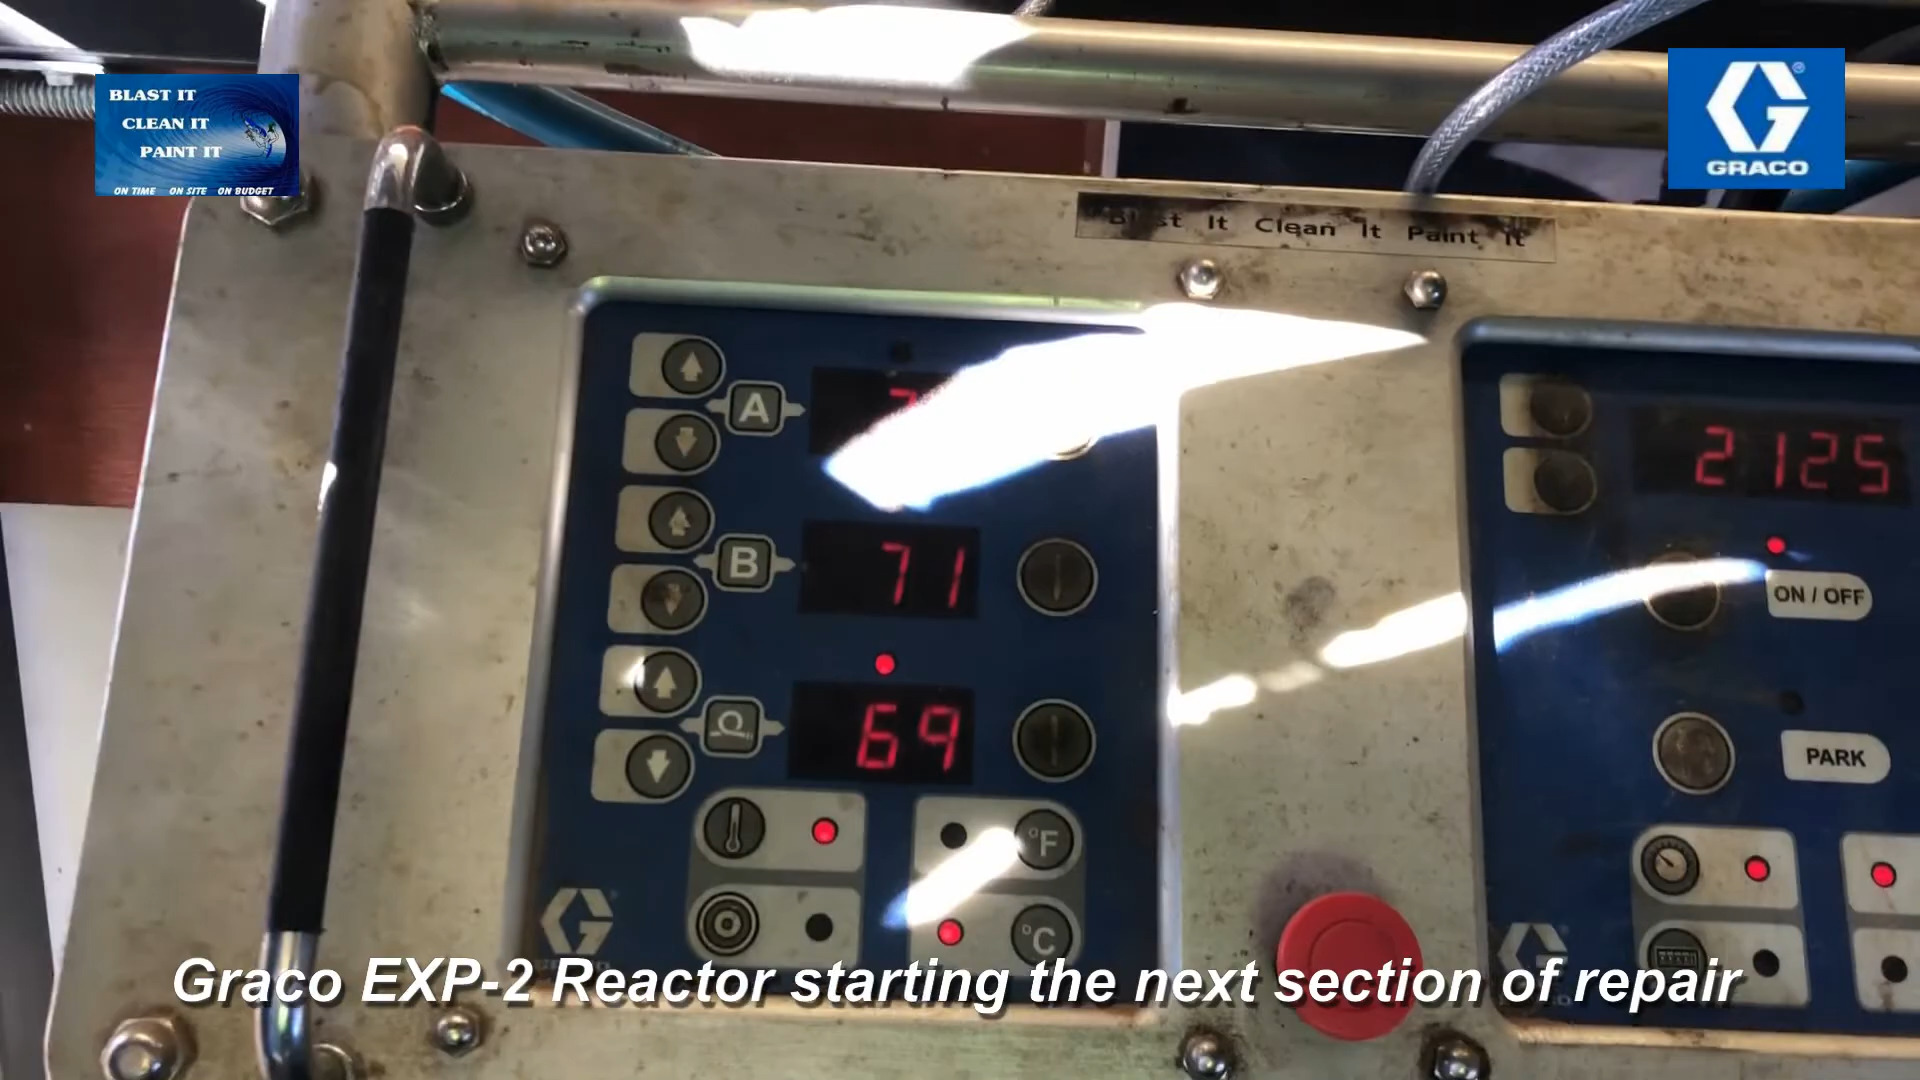 BLAST IT
CLEAN IT
PAINT IT
ON TIME ON SITE ON BUDGET
GRACO
Blast It Clean It Paint It
A
B
71
69
°F
°C
2125
ON / OFF
PARK
Graco EXP-2 Reactor starting the next section of repair